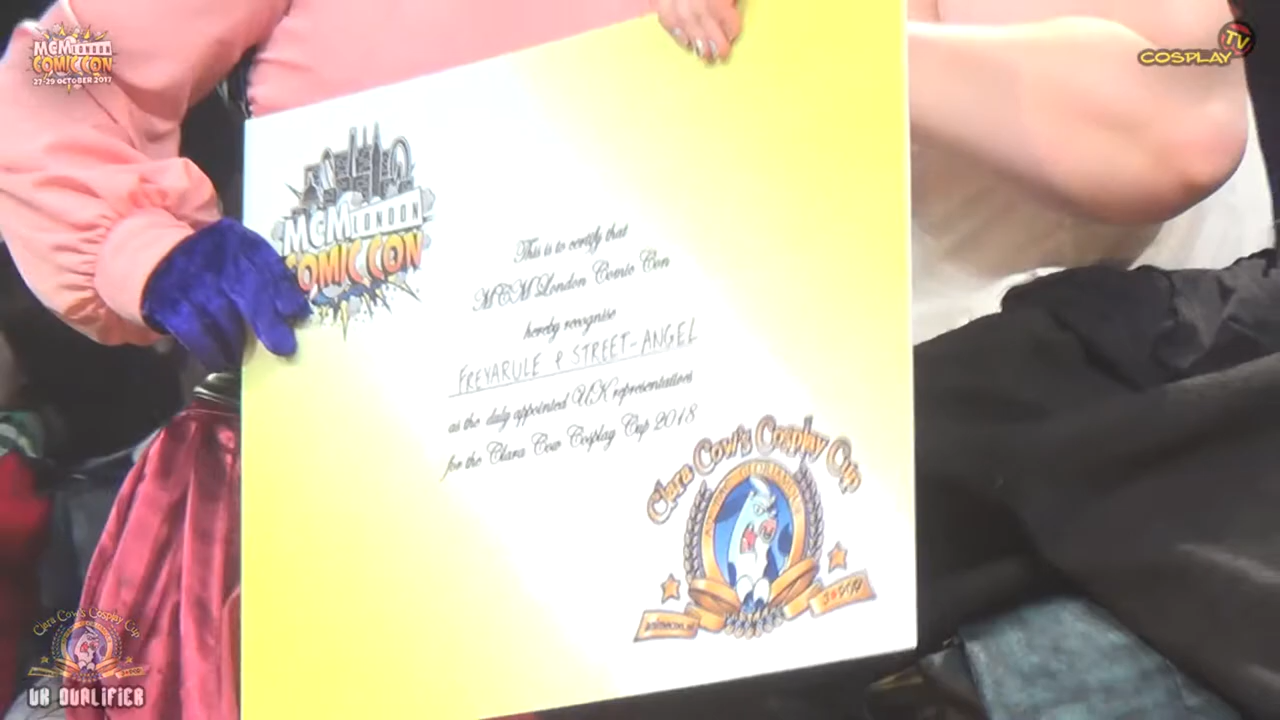 MCM LONDON
COMIC CON
27-29 OCTOBER 2017
COSPLAY TV
MCM LONDON
COMIC CON
This is to certify that
MCM London Comic Con
hereby recognise
FREYARULE & STREET-ANGEL
as the duly appointed UK representatives
for the Clara Cow Cosplay Cup 2018
Clara Cow's Cosplay Cup
Clara Cow's Cosplay Cup
UK QUALIFIER